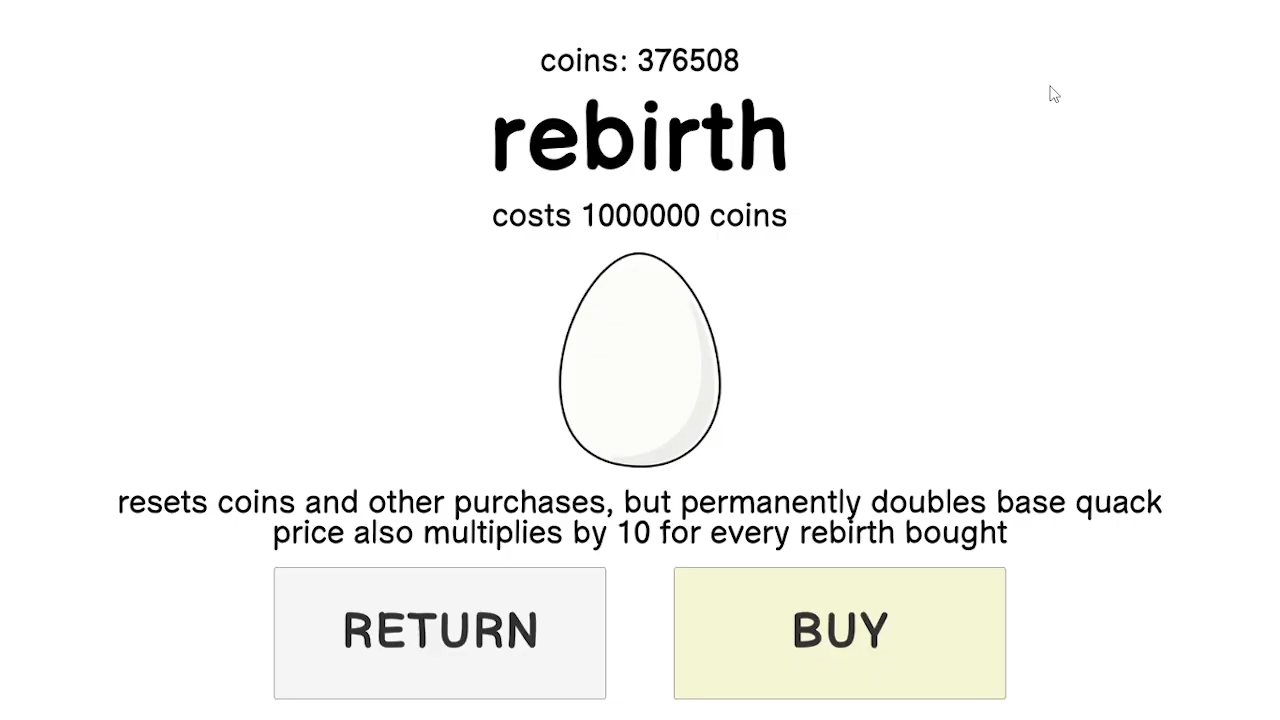 coins: 376508
rebirth
costs 1000000 coins
resets coins and other purchases, but permanently doubles base quack
price also multiplies by 10 for every rebirth bought
RETURN
BUY